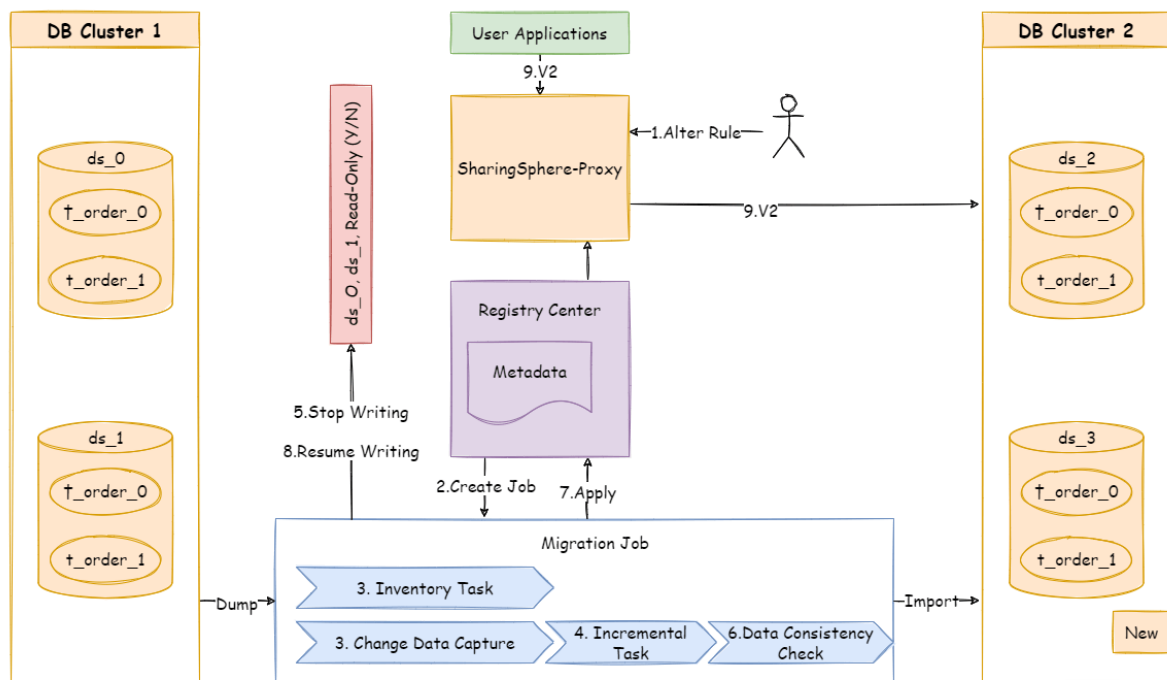 DB Cluster 1
User Applications
DB Cluster 2
9.V2
ds_0, ds_1, Read-Only (Y/N)
SharingSphere-Proxy
1.Alter Rule
9.V2
ds_0
t_order_0
t_order_1
ds_2
t_order_0
t_order_1
Registry Center
Metadata
5.Stop Writing
8.Resume Writing
ds_1
t_order_0
t_order_1
ds_3
t_order_0
t_order_1
2.Create Job
7.Apply
Migration Job
3. Inventory Task
3. Change Data Capture
4. Incremental
Task
6.Data Consistency
Check
Dump
Import
New